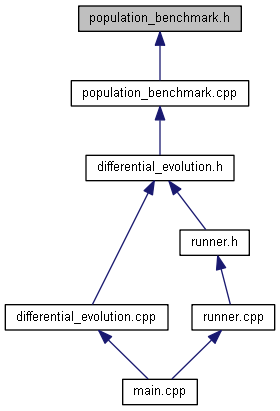 population_benchmark.h
population_benchmark.cpp
differential_evolution.h
runner.h
differential_evolution.cpp
runner.cpp
main.cpp